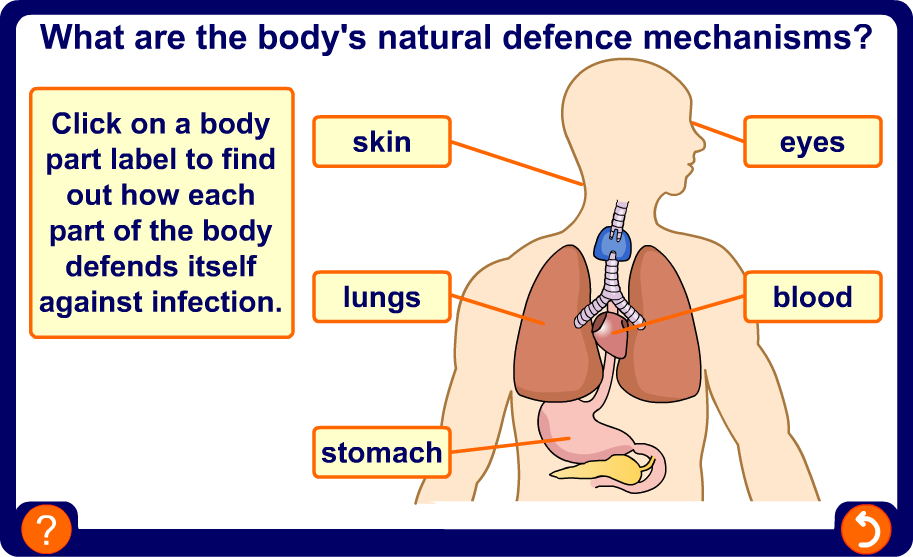 What are the body's natural defence mechanisms?
Click on a body
part label to find
out how each
part of the body
defends itself
against infection.
skin
eyes
lungs
blood
stomach
?